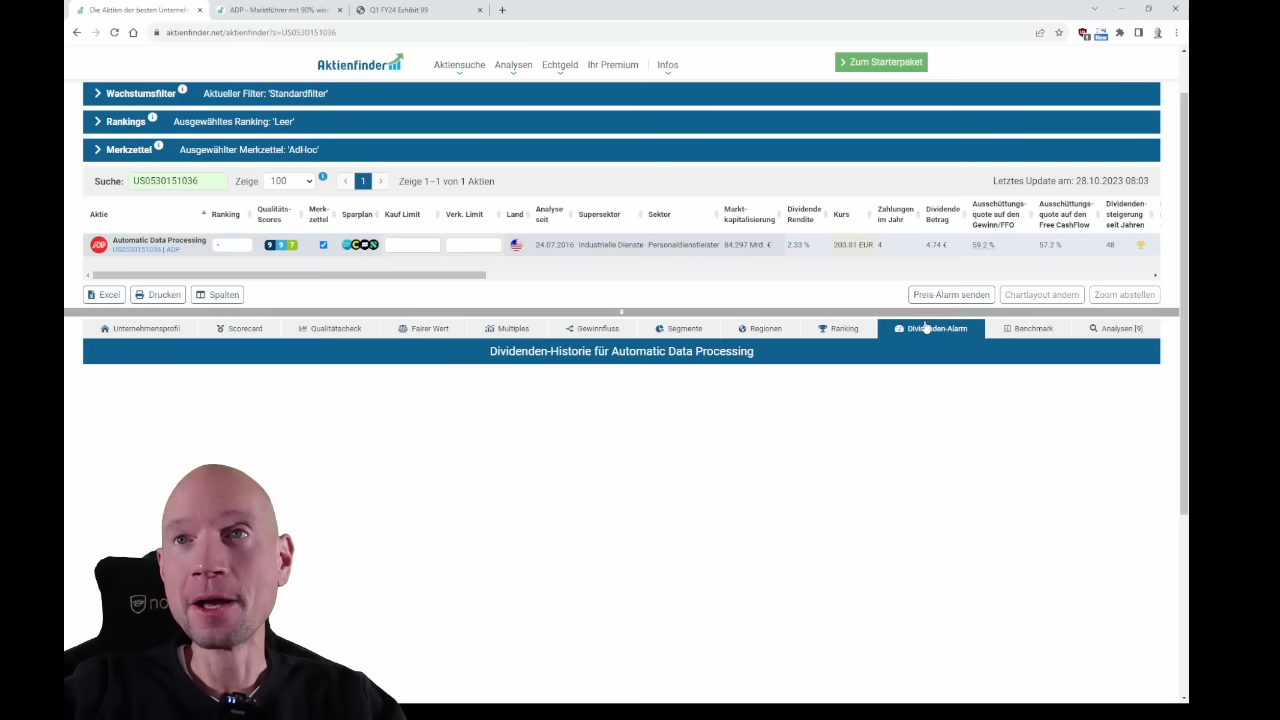 Die Aktien der besten Unterneh
ADP - Marktführer mit 90% wie
Q1 FY24 Exhibit 99
aktienfinder.net/aktienfinder?s=US0530151036
New
Aktienfinder
Aktiensuche
Analysen
Echtgeld
Ihr Premium
Infos
Zum Starterpaket
Wachstumsfilter
Aktueller Filter: 'Standardfilter'
Rankings
Ausgewähltes Ranking: 'Leer'
Merkzettel
Ausgewählter Merkzettel: 'AdHoc'
Suche:
US0530151036
Zeige
100
1
Zeige 1–1 von 1 Aktien
Letztes Update am: 28.10.2023 08:03
Aktie
Ranking
Qualitäts-Scores
Merk-zettel
Sparplan
Kauf Limit
Verk. Limit
Land
Analyse seit
Supersektor
Sektor
Markt-kapitalisierung
Dividende Rendite
Kurs
Zahlungen im Jahr
Dividende Betrag
Ausschüttungs-quote auf den Gewinn/FFO
Ausschüttungs-quote auf den Free CashFlow
Dividenden-steigerung seit Jahren
ADP
Automatic Data Processing
US0530151036 | ADP
-
9 9 7
24.07.2016
Industrielle Dienste
Personaldienstleister
84.297 Mrd. €
2.33 %
203.81 EUR
4
4.74 €
59.2 %
57.2 %
48
Excel
Drucken
Spalten
Preis-Alarm senden
Chartlayout ändern
Zoom abstellen
Unternehmensprofil
Scorecard
Qualitätscheck
Fairer Wert
Multiples
Gewinnfluss
Segmente
Regionen
Ranking
Dividenden-Alarm
Benchmark
Analysen [9]
Dividenden-Historie für Automatic Data Processing